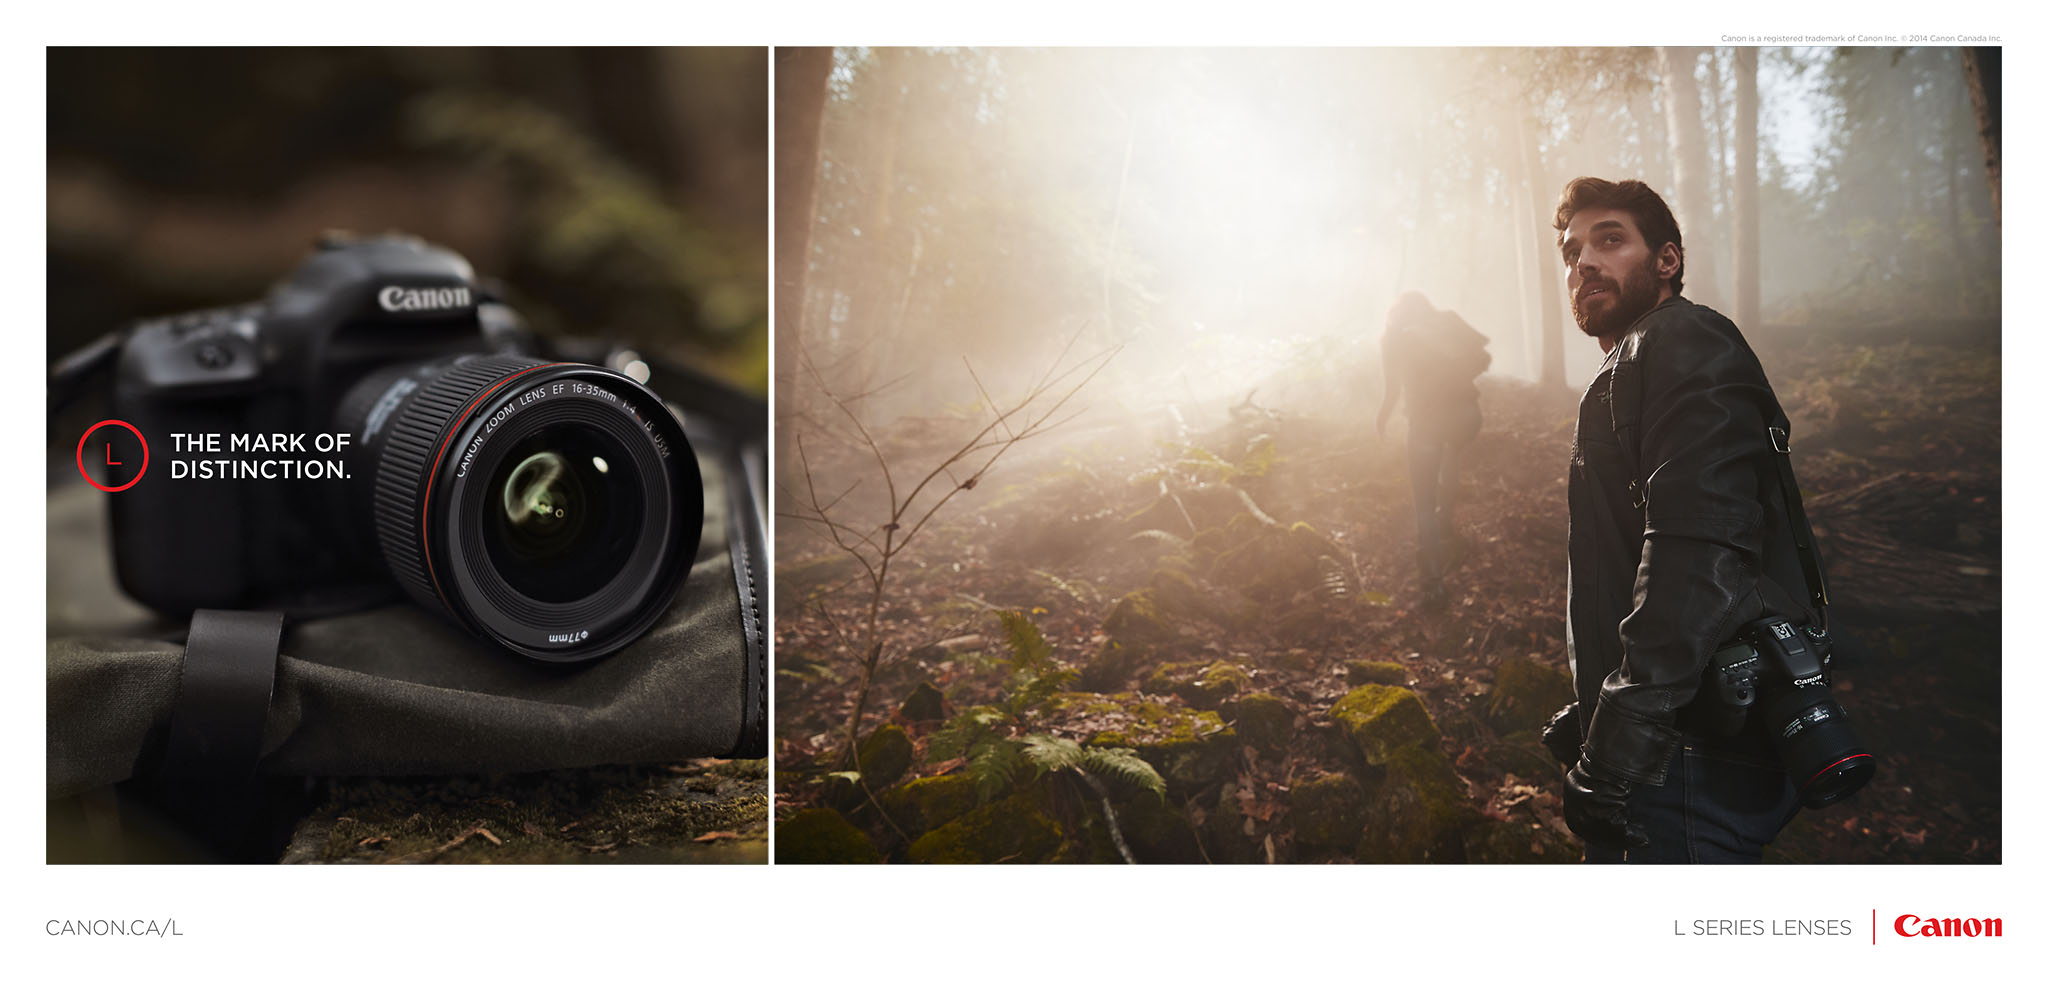 Canon is a registered trademark of Canon Inc. © 2014 Canon Canada Inc.
Canon
CANON ZOOM LENS EF 16-35mm 1:4 L IS USM
ø77mm
L
THE MARK OF
DISTINCTION.
Canon
CANON.CA/L
L SERIES LENSES
Canon